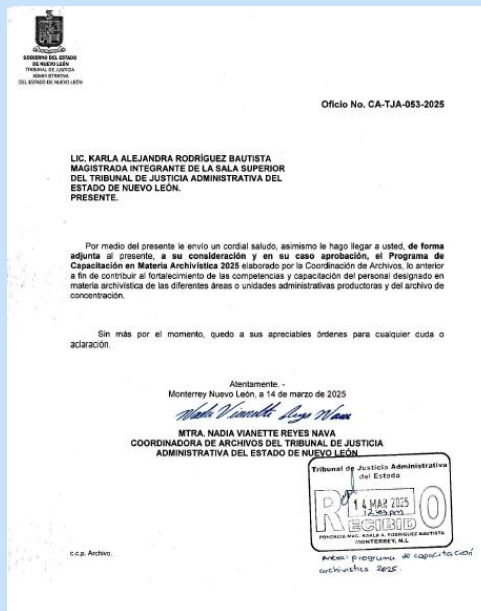 GOBIERNO DEL ESTADO
DE NUEVO LEÓN
TRIBUNAL DE JUSTICIA
ADMINISTRATIVA
DEL ESTADO DE NUEVO LEÓN
Oficio No. CA-TJA-053-2025
LIC. KARLA ALEJANDRA RODRÍGUEZ BAUTISTA
MAGISTRADA INTEGRANTE DE LA SALA SUPERIOR
DEL TRIBUNAL DE JUSTICIA ADMINISTRATIVA DEL
ESTADO DE NUEVO LEÓN.
PRESENTE.
Por medio del presente le envío un cordial saludo, asimismo le hago llegar a usted, de forma
adjunta al presente, a su consideración y en su caso aprobación, el Programa de
Capacitación en Materia Archivística 2025 elaborado por la Coordinación de Archivos, lo anterior
a fin de contribuir al fortalecimiento de las competencias y capacitación del personal designado en
materia archivística de las diferentes áreas o unidades administrativas productoras y del archivo de
concentración.
Sin más por el momento, quedo a sus apreciables órdenes para cualquier duda o
aclaración.
Atentamente. -
Monterrey Nuevo León, a 14 de marzo de 2025
MTRA. NADIA VIANETTE REYES NAVA
COORDINADORA DE ARCHIVOS DEL TRIBUNAL DE JUSTICIA
ADMINISTRATIVA DEL ESTADO DE NUEVO LEÓN
Tribunal de Justicia Administrativa
del Estado
14 MAR 2025
RECIBIDO
PONENCIA MAG. KARLA A. RODRIGUEZ BAUTISTA
MONTERREY, N.L
Anexa: programa de capacitación
archivistica 2025.
c.c.p. Archivo.